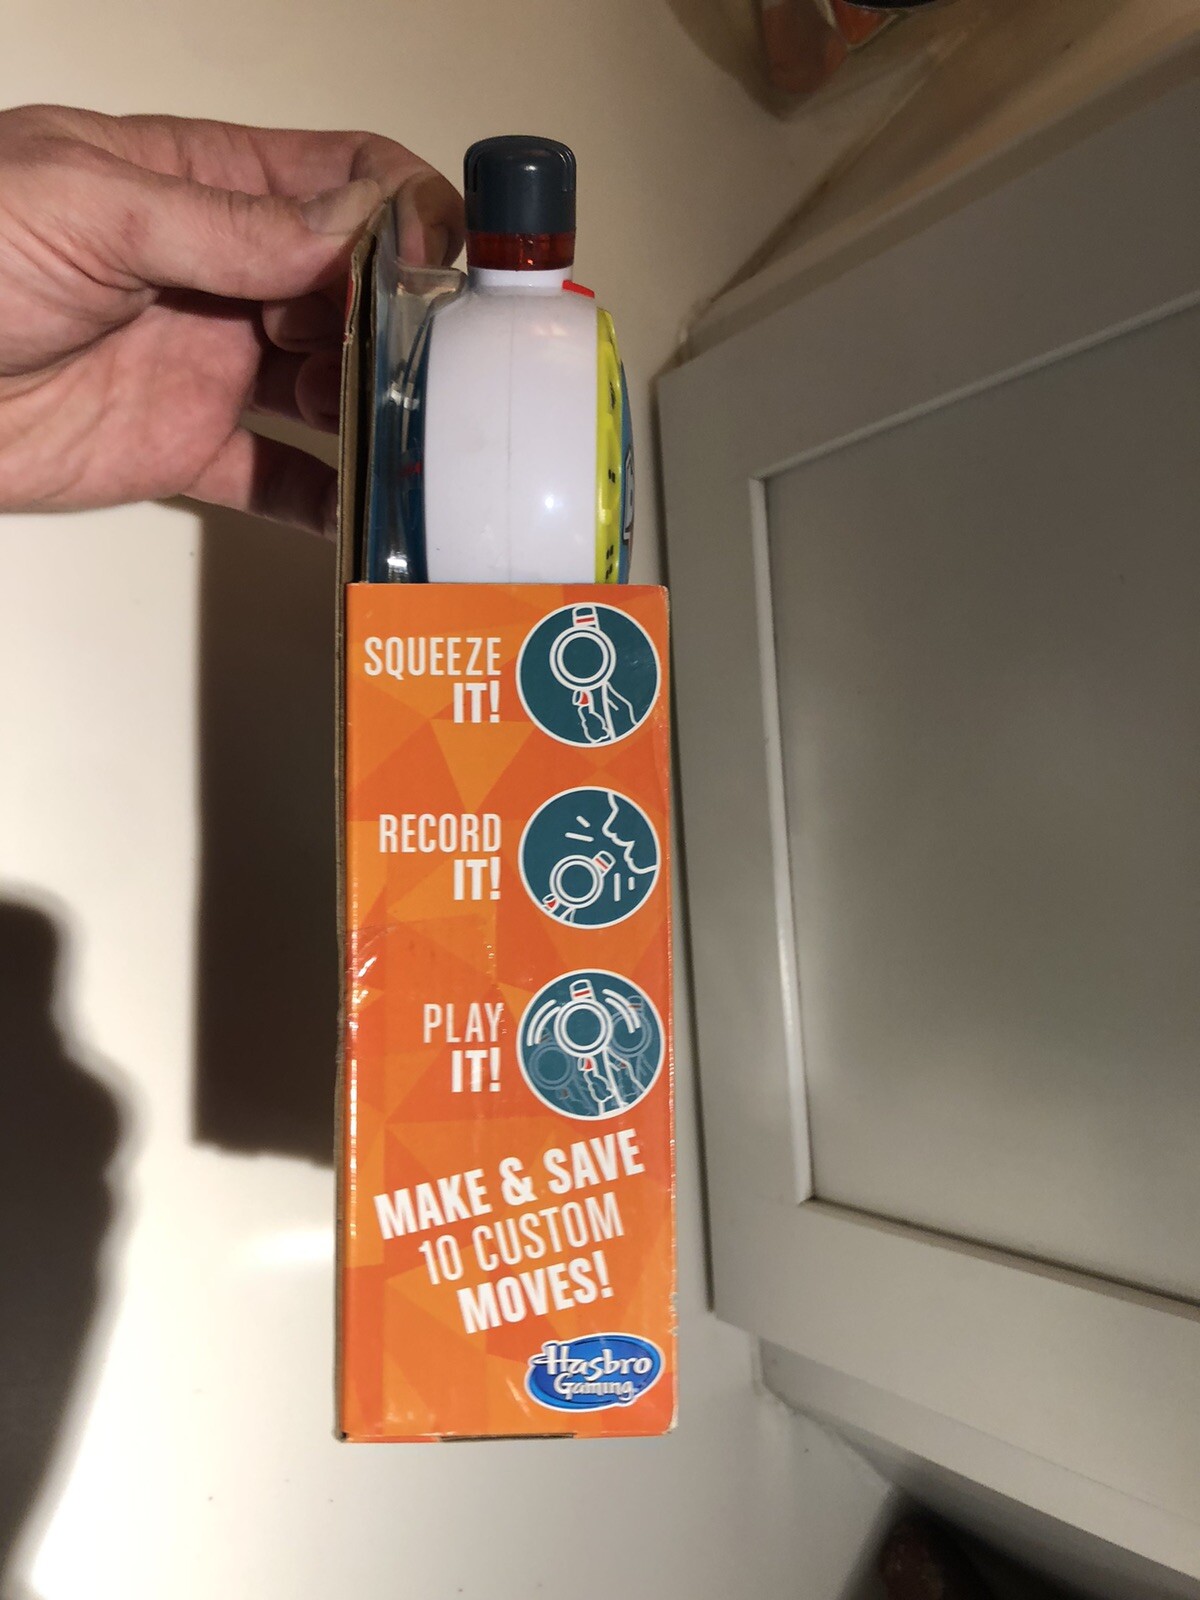 SQUEEZE
IT!
RECORD
IT!
PLAY
IT!
MAKE & SAVE
10 CUSTOM
MOVES!
Hasbro
Gaming